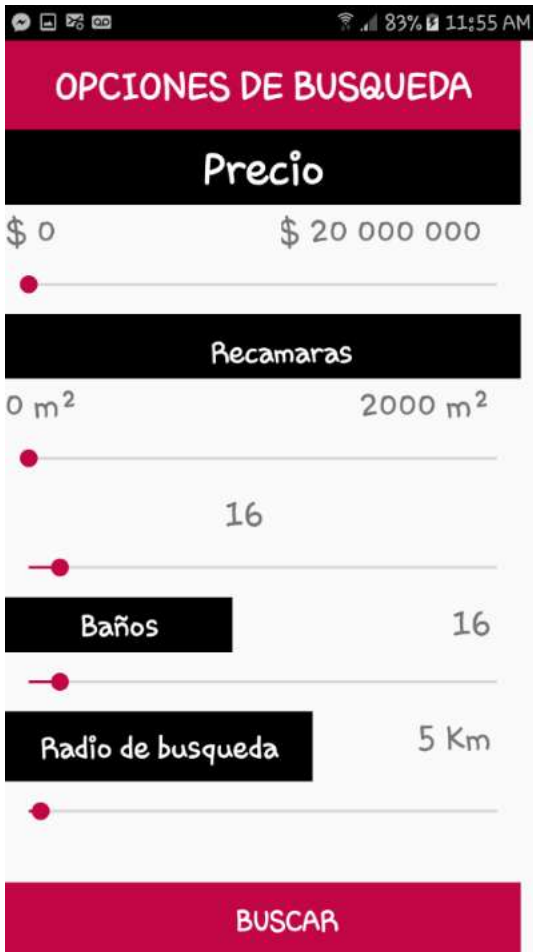 83% 11:55 AM
OPCIONES DE BUSQUEDA
Precio
$ 0 $ 20 000 000
Recamaras
0 m² 2000 m²
16
Baños 16
Radio de busqueda 5 Km
BUSCAR